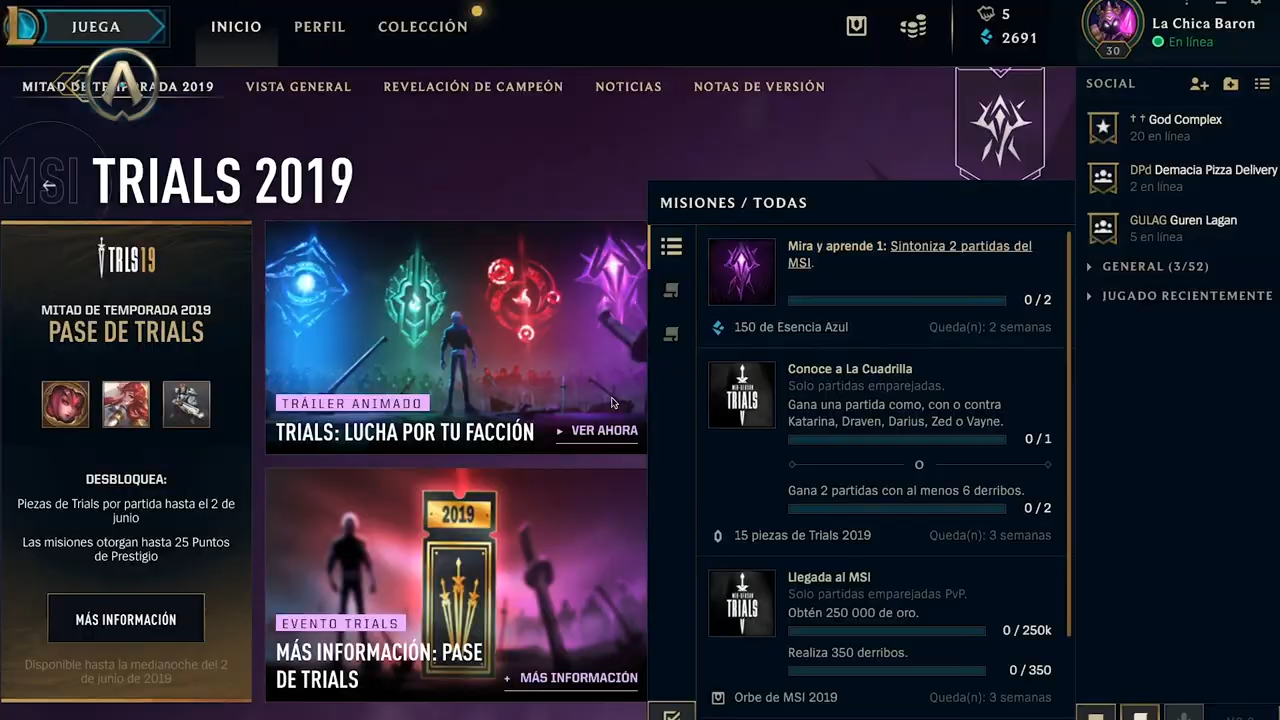 JUEGA
INICIO
PERFIL
COLECCIÓN
5
2691
La Chica Baron
En línea
30
MITAD DE TEMPORADA 2019
VISTA GENERAL
REVELACIÓN DE CAMPEÓN
NOTICIAS
NOTAS DE VERSIÓN
MSI TRIALS 2019
TRLS19
MITAD DE TEMPORADA 2019
PASE DE TRIALS
DESBLOQUEA:
Piezas de Trials por partida hasta el 2 de
junio
Las misiones otorgan hasta 25 Puntos
de Prestigio
MÁS INFORMACIÓN
Disponible hasta la medianoche del 2
de junio de 2019
TRÁILER ANIMADO
TRIALS: LUCHA POR TU FACCIÓN
VER AHORA
2019
EVENTO TRIALS
MÁS INFORMACIÓN: PASE
DE TRIALS
+ MÁS INFORMACIÓN
MISIONES / TODAS
Mira y aprende 1: Sintoniza 2 partidas del
MSI.
0 / 2
150 de Esencia Azul
Queda(n): 2 semanas
MID-SEASON
TRIALS
Conoce a La Cuadrilla
Solo partidas emparejadas.
Gana una partida como, con o contra
Katarina, Draven, Darius, Zed o Vayne.
0 / 1
O
Gana 2 partidas con al menos 6 derribos.
0 / 2
15 piezas de Trials 2019
Queda(n): 3 semanas
MID-SEASON
TRIALS
Llegada al MSI
Solo partidas emparejadas PvP.
Obtén 250 000 de oro.
0 / 250k
Realiza 350 derribos.
0 / 350
Orbe de MSI 2019
Queda(n): 3 semanas
SOCIAL
†† God Complex
20 en línea
DPd Demacia Pizza Delivery
2 en línea
GULAG Guren Lagan
5 en línea
GENERAL (3/52)
JUGADO RECIENTEMENTE